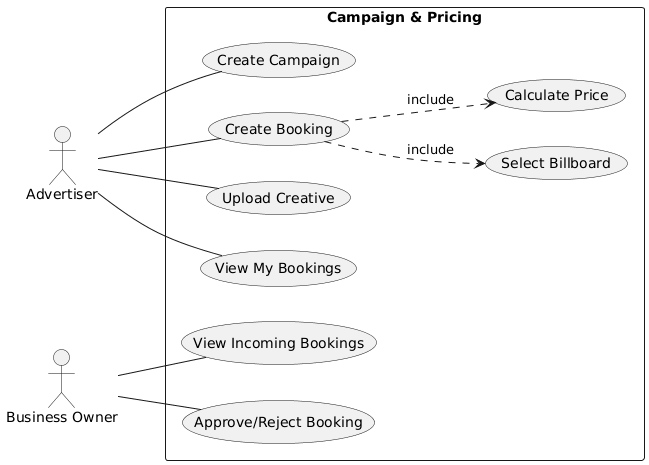 Campaign & Pricing
Create Campaign
Calculate Price
include
Create Booking
include
Select Billboard
Advertiser
Upload Creative
View My Bookings
View Incoming Bookings
Business Owner
Approve/Reject Booking